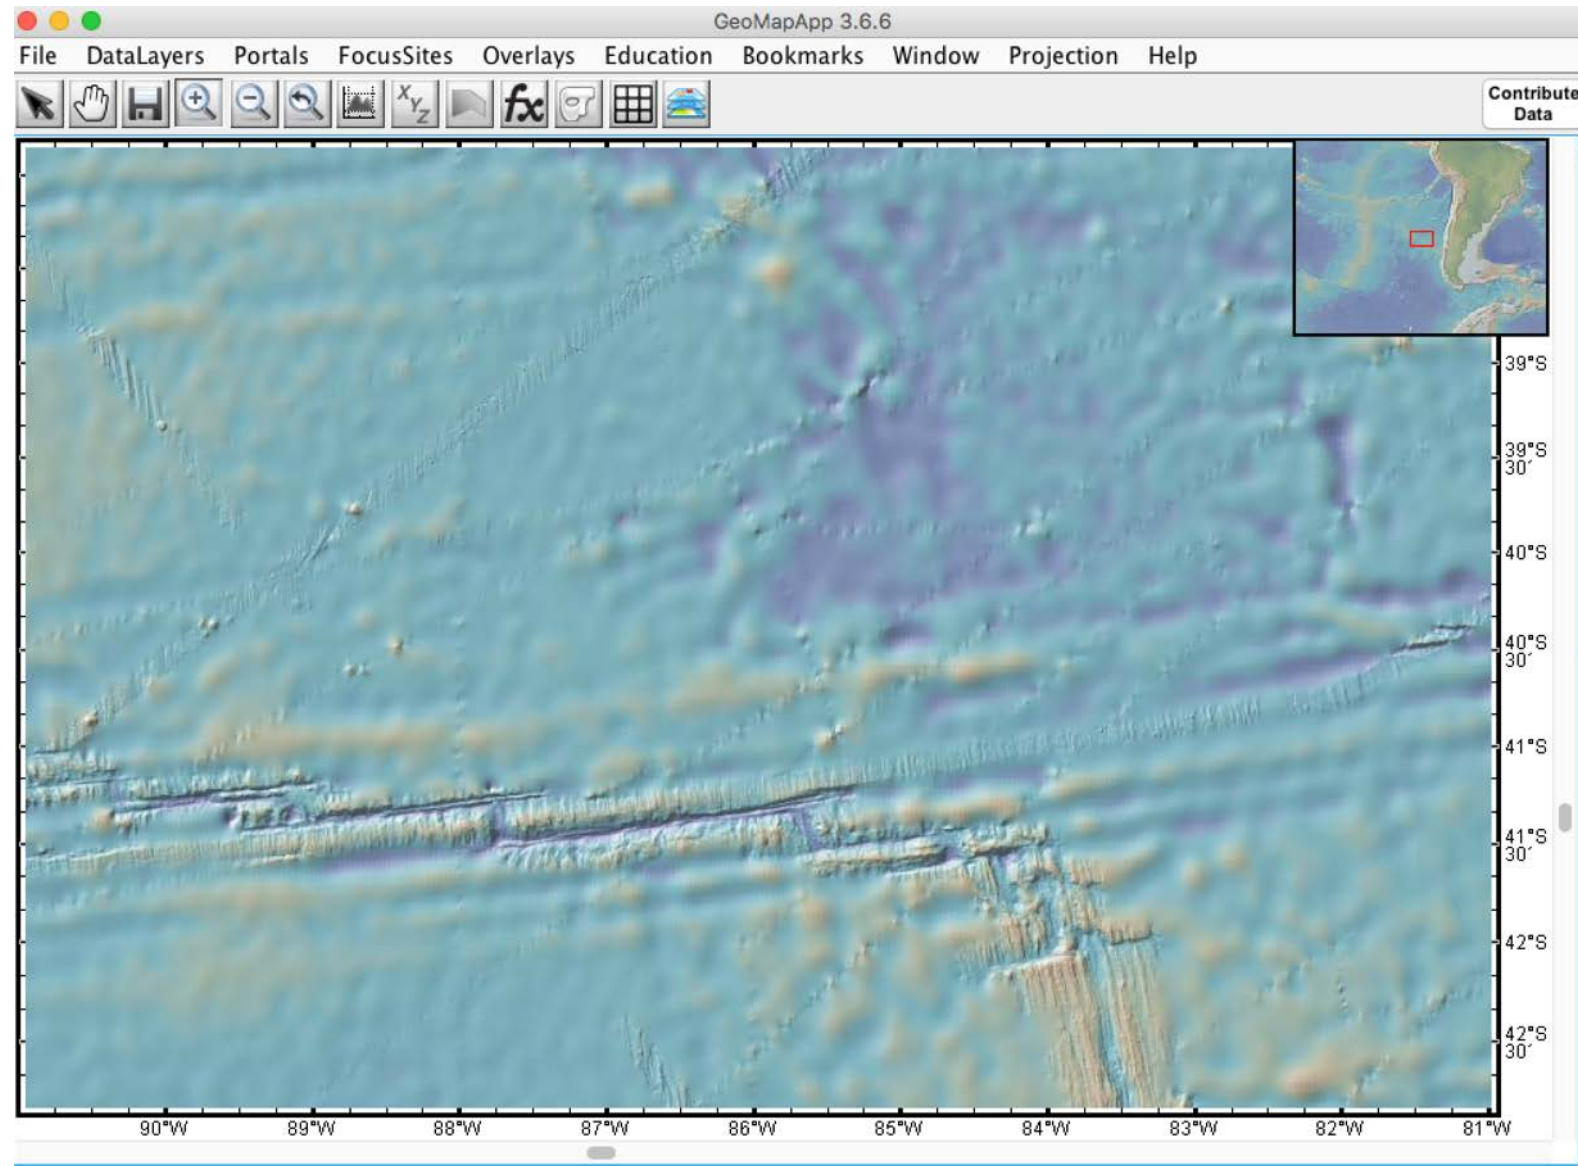 GeoMapApp 3.6.6
File DataLayers Portals FocusSites Overlays Education Bookmarks Window Projection Help
X Y Z fx
Contribute
Data
39°S
39°S
30′
40°S
40°S
30′
41°S
41°S
30′
42°S
42°S
30′
90°W 89°W 88°W 87°W 86°W 85°W 84°W 83°W 82°W 81°W